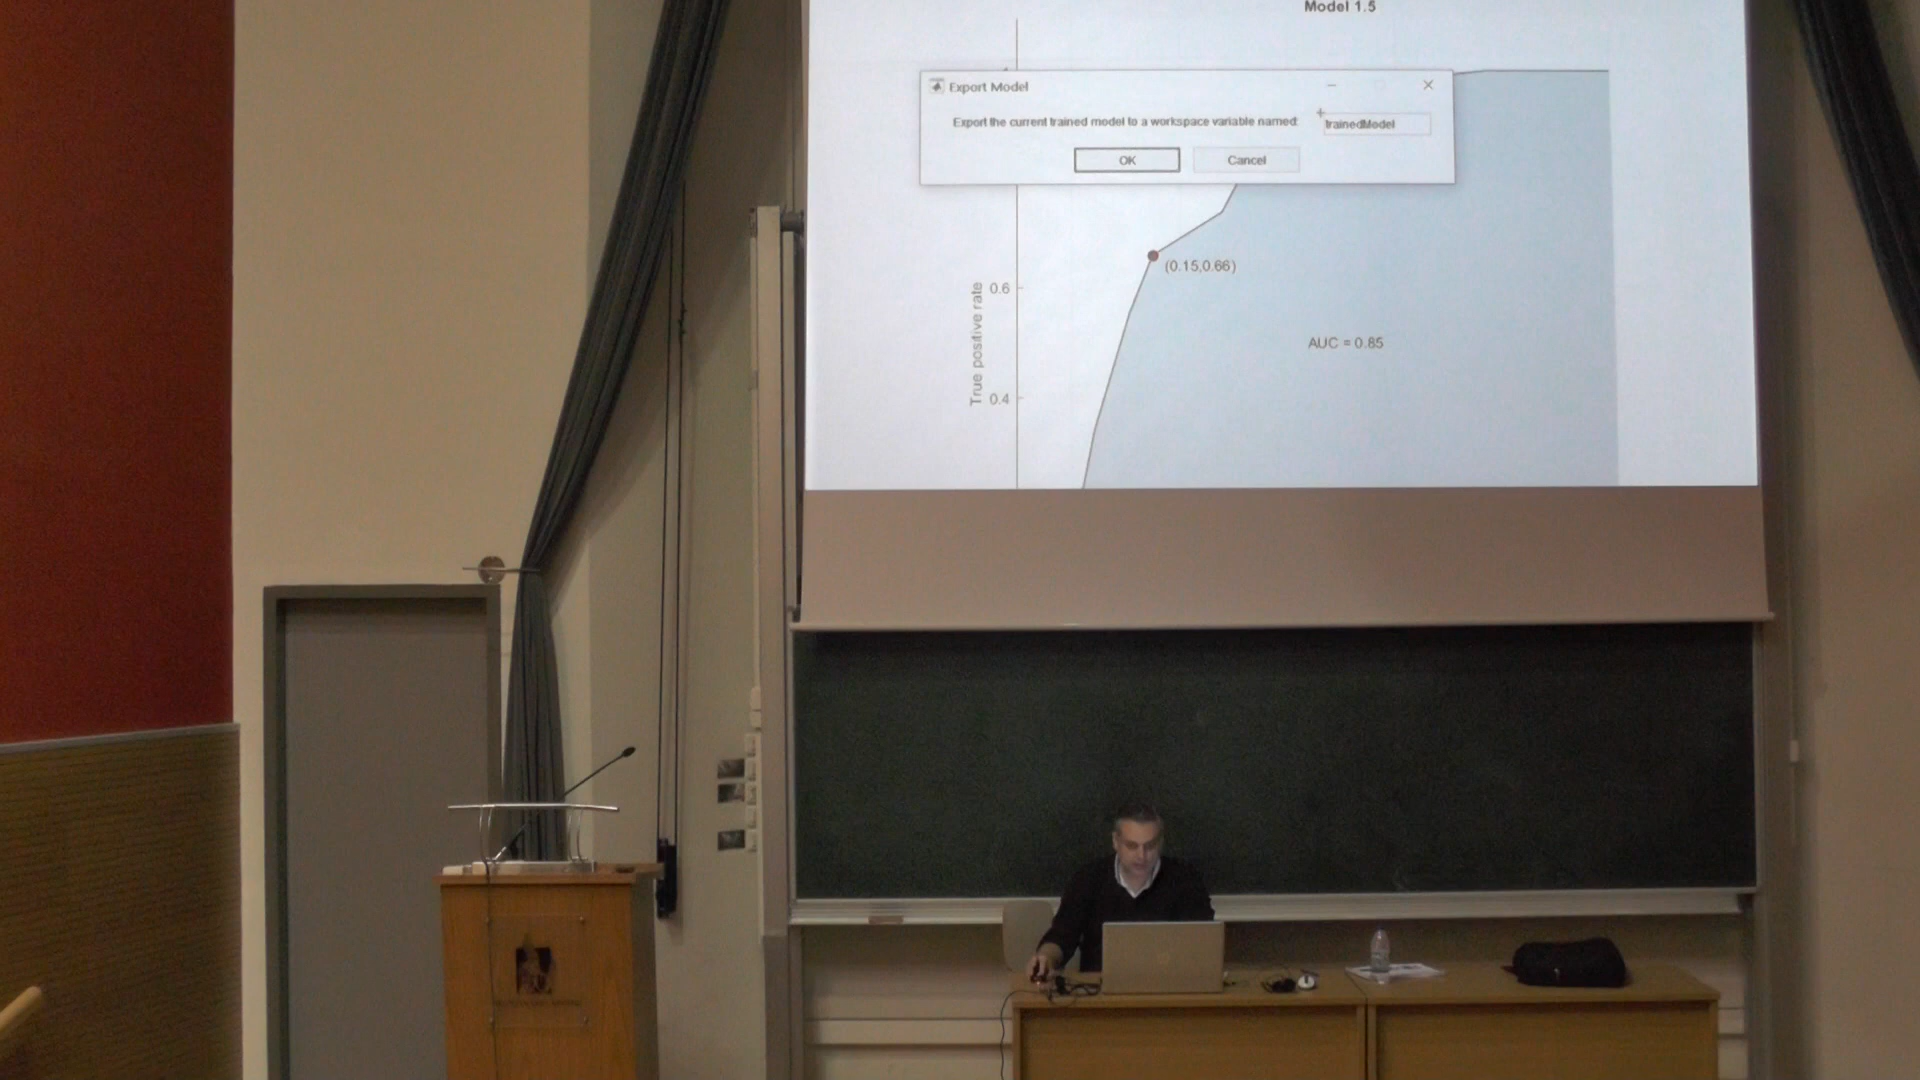 Model 1.5
Export Model
Export the current trained model to a workspace variable named:
trainedModel
OK
Cancel
(0.15,0.66)
0.6
True positive rate
AUC = 0.85
0.4